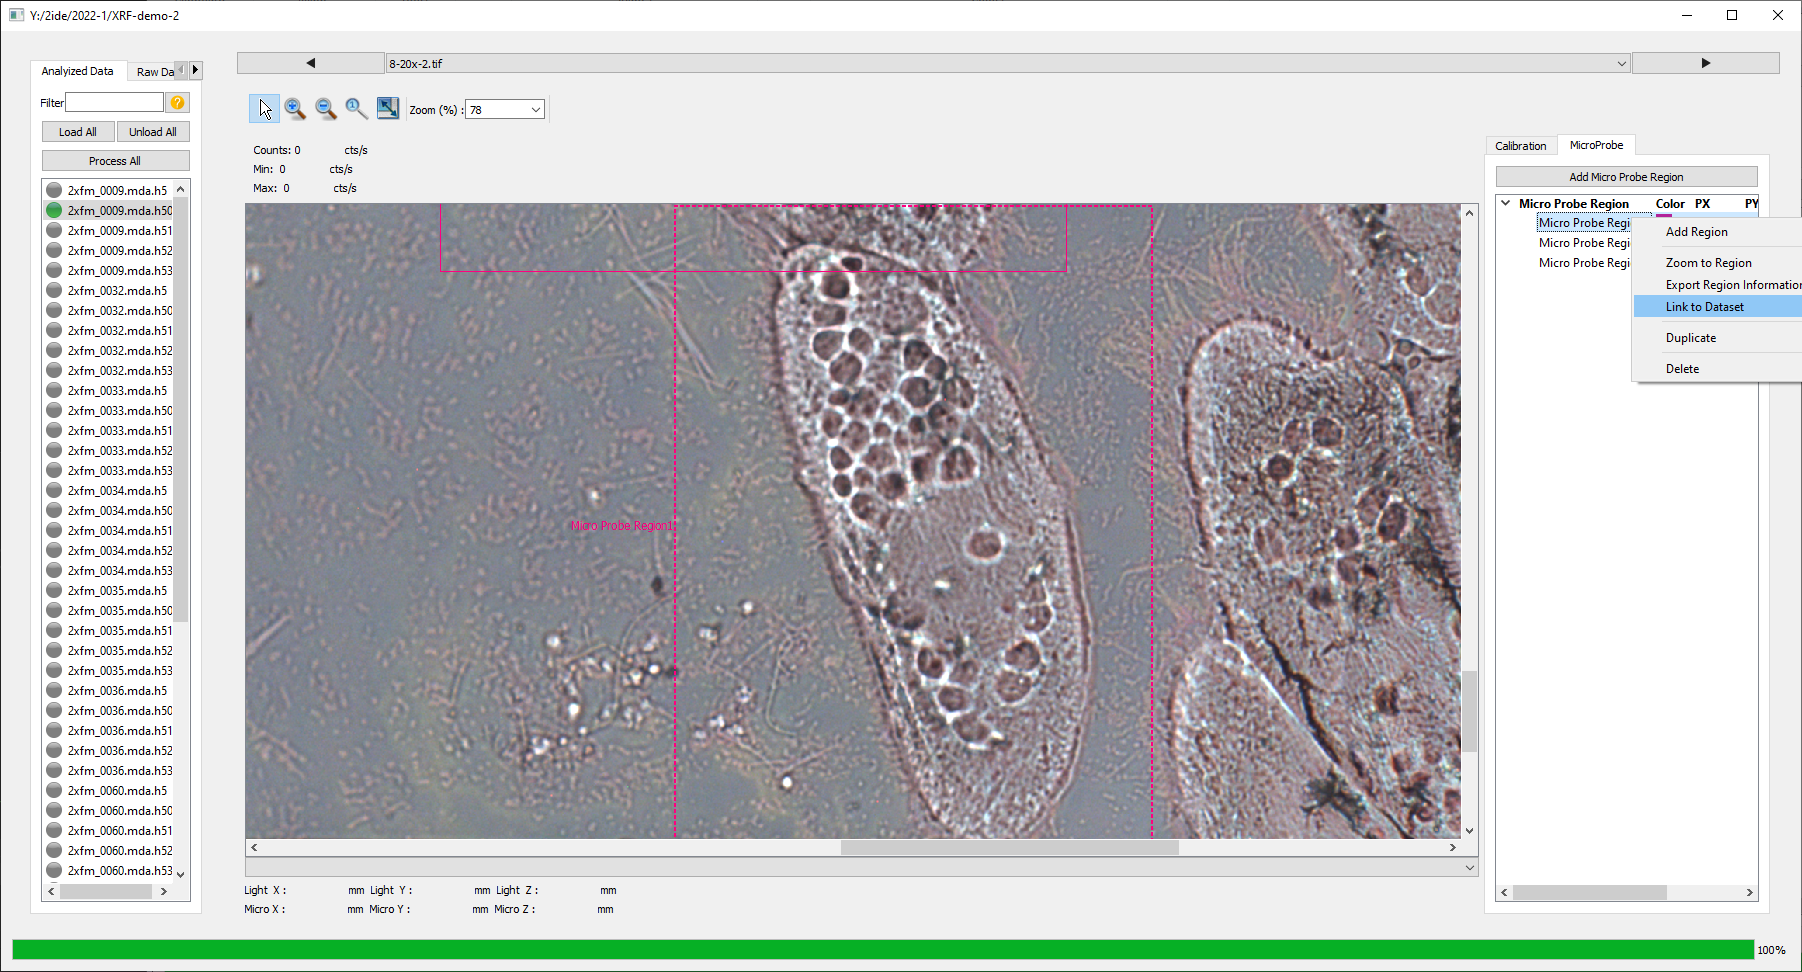 Y:/2ide/2022-1/XRF-demo-2
Analyized Data
Raw Da
8-20x-2.tif
Filter
?
Load All
Unload All
Process All
Zoom (%) : 78
Counts: 0 cts/s
Min: 0 cts/s
Max: 0 cts/s
2xfm_0009.mda.h5
2xfm_0009.mda.h50
2xfm_0009.mda.h51
2xfm_0009.mda.h52
2xfm_0009.mda.h53
2xfm_0032.mda.h5
2xfm_0032.mda.h50
2xfm_0032.mda.h51
2xfm_0032.mda.h52
2xfm_0032.mda.h53
2xfm_0033.mda.h5
2xfm_0033.mda.h50
2xfm_0033.mda.h51
2xfm_0033.mda.h52
2xfm_0033.mda.h53
2xfm_0034.mda.h5
2xfm_0034.mda.h50
2xfm_0034.mda.h51
2xfm_0034.mda.h52
2xfm_0034.mda.h53
2xfm_0035.mda.h5
2xfm_0035.mda.h50
2xfm_0035.mda.h51
2xfm_0035.mda.h52
2xfm_0035.mda.h53
2xfm_0036.mda.h5
2xfm_0036.mda.h50
2xfm_0036.mda.h51
2xfm_0036.mda.h52
2xfm_0036.mda.h53
2xfm_0060.mda.h5
2xfm_0060.mda.h50
2xfm_0060.mda.h51
2xfm_0060.mda.h52
2xfm_0060.mda.h53
Micro Probe Region1
Light X : mm Light Y : mm Light Z : mm
Micro X : mm Micro Y : mm Micro Z : mm
Calibration
MicroProbe
Add Micro Probe Region
Micro Probe Region Color PX PY
Micro Probe Regi
Micro Probe Regi
Micro Probe Regi
Add Region
Zoom to Region
Export Region Information
Link to Dataset
Duplicate
Delete
100%